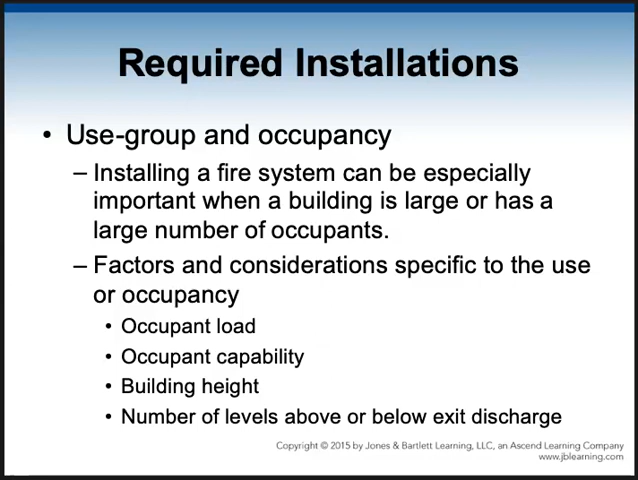 Required Installations
• Use-group and occupancy
– Installing a fire system can be especially
important when a building is large or has a
large number of occupants.
– Factors and considerations specific to the use
or occupancy
• Occupant load
• Occupant capability
• Building height
• Number of levels above or below exit discharge
Copyright © 2015 by Jones & Bartlett Learning, LLC, an Ascend Learning Company
www.jblearning.com